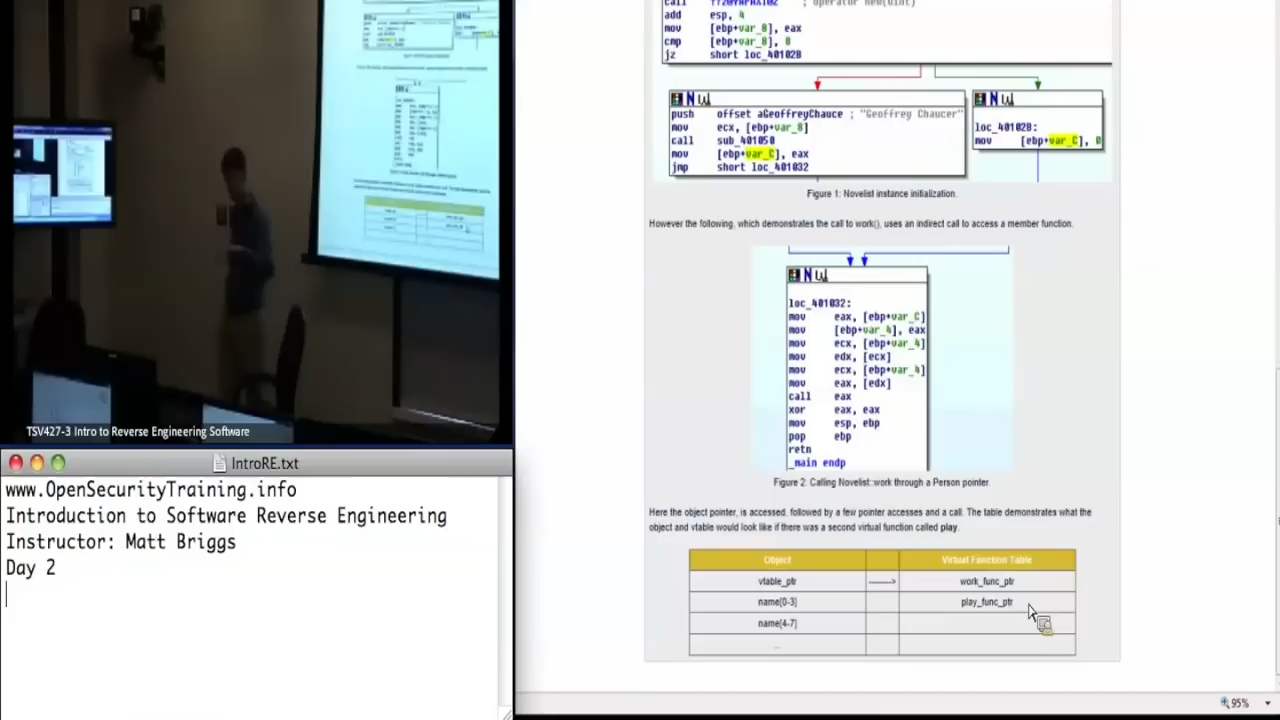 call ??2@YAPAXI@Z ; operator new(uint)
add esp, 4
mov [ebp+var_8], eax
cmp [ebp+var_8], 0
jz short loc_401028
push offset aGeoffreyChauce ; "Geoffrey Chaucer"
mov ecx, [ebp+var_8]
call sub_401050
mov [ebp+var_C], eax
jmp short loc_401032
loc_401028:
mov [ebp+var_C], 0
Figure 1: Novelist instance initialization.
However the following, which demonstrates the call to work(), uses an indirect call to access a member function.
loc_401032:
mov eax, [ebp+var_C]
mov [ebp+var_4], eax
mov ecx, [ebp+var_4]
mov edx, [ecx]
mov ecx, [ebp+var_4]
mov eax, [edx]
call eax
xor eax, eax
mov esp, ebp
pop ebp
retn
_main endp
Figure 2: Calling Novelist::work through a Person pointer.
Here the object pointer, is accessed, followed by a few pointer accesses and a call. The table demonstrates what the
object and vtable would look like if there was a second virtual function called play.
Object Virtual Function Table
vtable_ptr -----> work_func_ptr
name[0-3] play_func_ptr
name[4-7]
...
95%
TSV427-3 Intro to Reverse Engineering Software
IntroRE.txt
www.OpenSecurityTraining.info
Introduction to Software Reverse Engineering
Instructor: Matt Briggs
Day 2